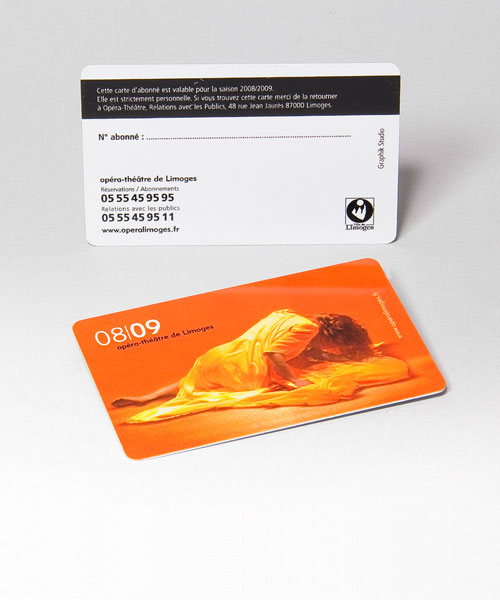 Cette carte d'abonné est valable pour la saison 2008/2009.
Elle est strictement personnelle. Si vous trouvez cette carte merci de la retourner
à Opéra-Théâtre, Relations avec les Publics, 48 rue Jean Jaurès 87000 Limoges.
N° abonné : ........................................................................
Graphik Studio
opéra-théâtre de Limoges
Réservations / Abonnements
05 55 45 95 95
Relations avec les publics
05 55 45 95 11
www.operalimoges.fr
Limoges
08|09
opéra-théâtre de Limoges
www.operalimoges.fr